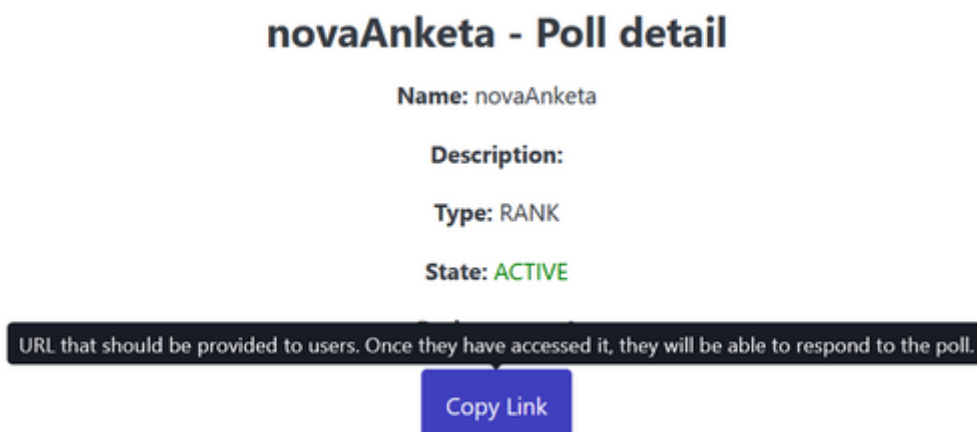 novaAnketa - Poll detail
Name: novaAnketa
Description:
Type: RANK
State: ACTIVE
URL that should be provided to users. Once they have accessed it, they will be able to respond to the poll.
Copy Link